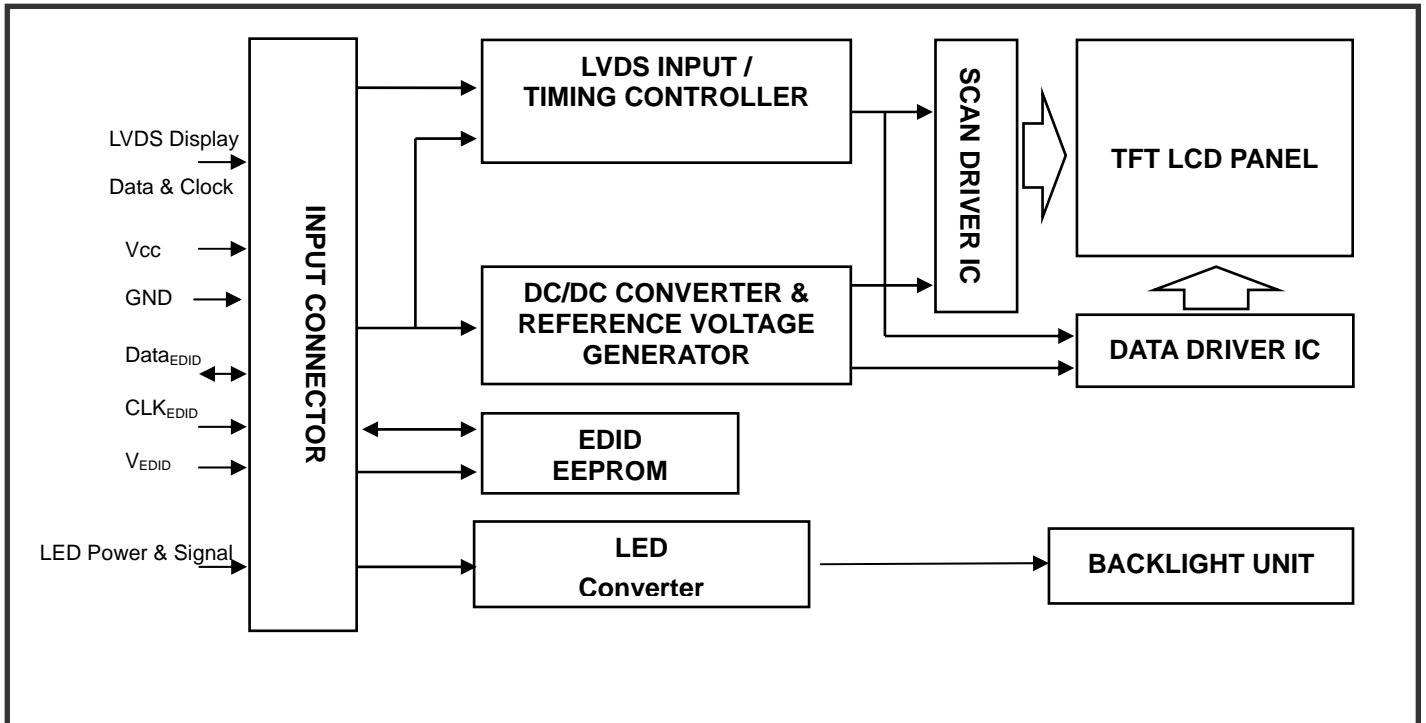 LVDS Display
Data & Clock
Vcc
GND
DataEDID
CLKEDID
VEDID
LED Power & Signal
INPUT CONNECTOR
LVDS INPUT /
TIMING CONTROLLER
DC/DC CONVERTER &
REFERENCE VOLTAGE
GENERATOR
EDID
EEPROM
LED
Converter
SCAN DRIVER IC
TFT LCD PANEL
DATA DRIVER IC
BACKLIGHT UNIT